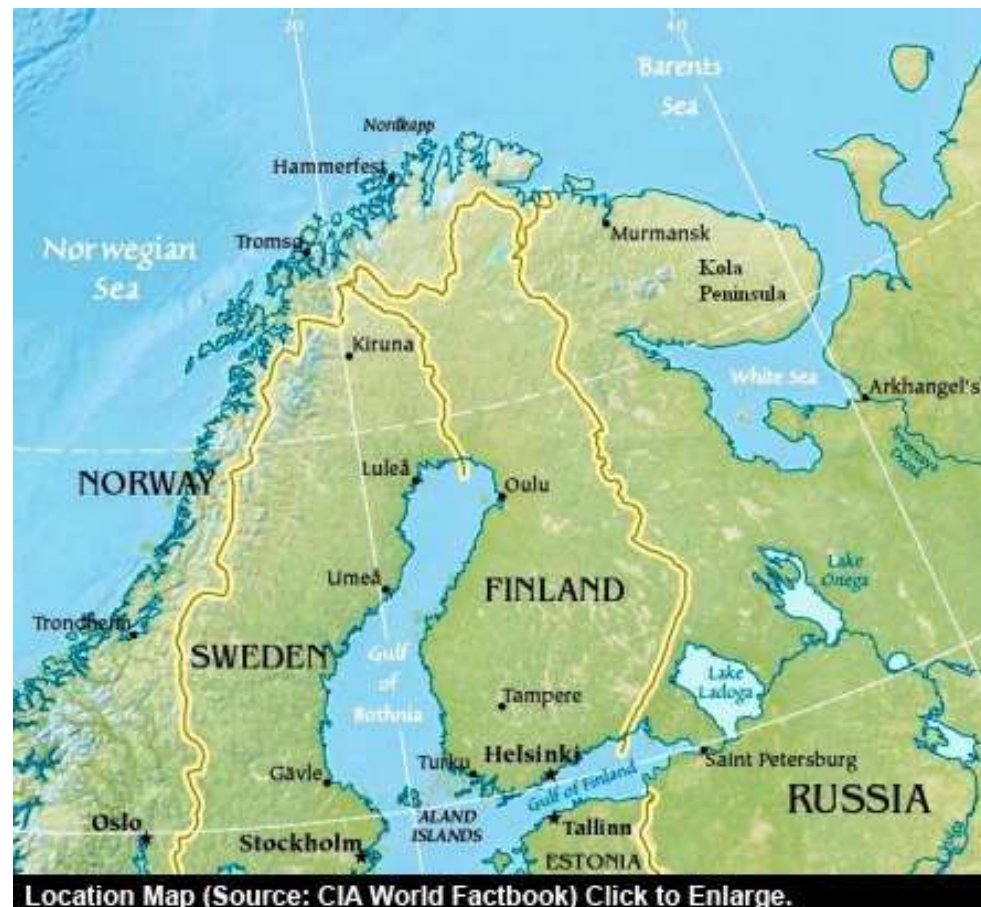 20
40
Barents
Sea
Nordkapp
Hammerfest
Norwegian
Sea
Tromsø
Murmansk
Kola
Peninsula
Kiruna
White Sea
Arkhangel's
NORWAY
Luleå
Oulu
Severnaya
Dvina
Umeå
FINLAND
Lake
Onega
Trondheim
SWEDEN
Gulf
of
Bothnia
Lake
Ladoga
Tampere
Turku
Helsinki
Gulf of Finland
Saint Petersburg
Gävle
RUSSIA
Oslo
ALAND
ISLANDS
Tallinn
Stockholm
ESTONIA
Location Map (Source: CIA World Factbook) Click to Enlarge.